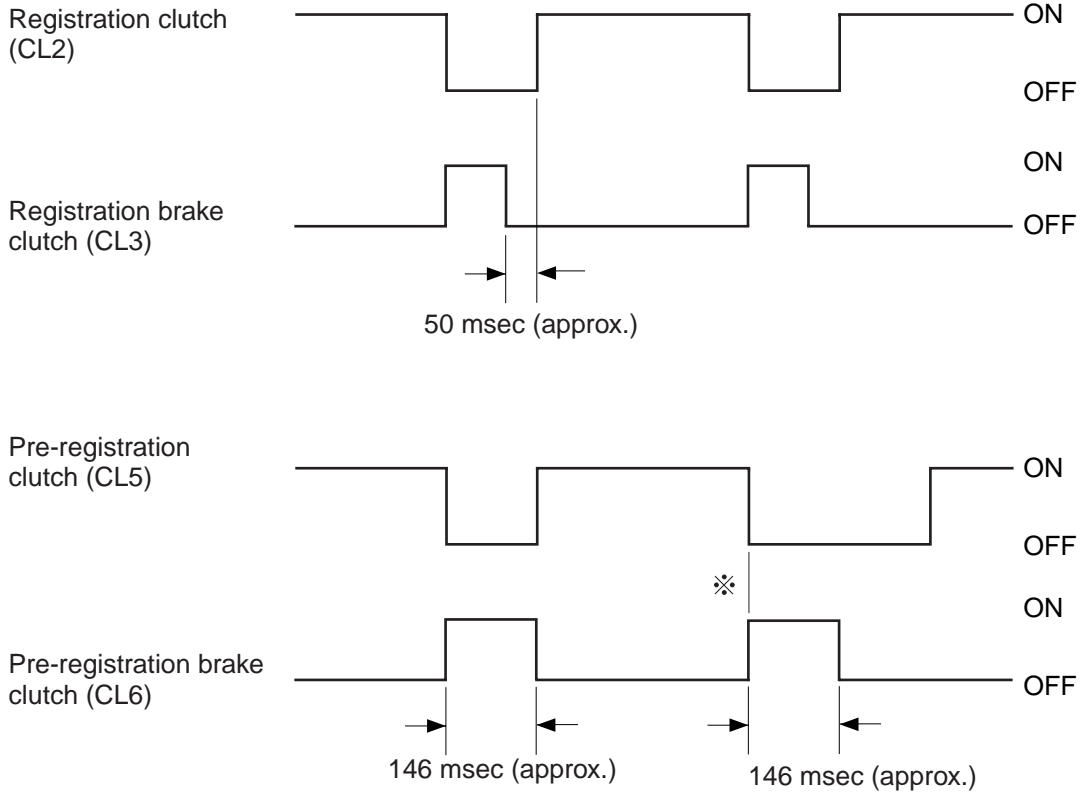 Registration clutch
(CL2)
ON
OFF
Registration brake
clutch (CL3)
ON
OFF
50 msec (approx.)
Pre-registration
clutch (CL5)
ON
OFF
※
Pre-registration brake
clutch (CL6)
ON
OFF
146 msec (approx.)
146 msec (approx.)